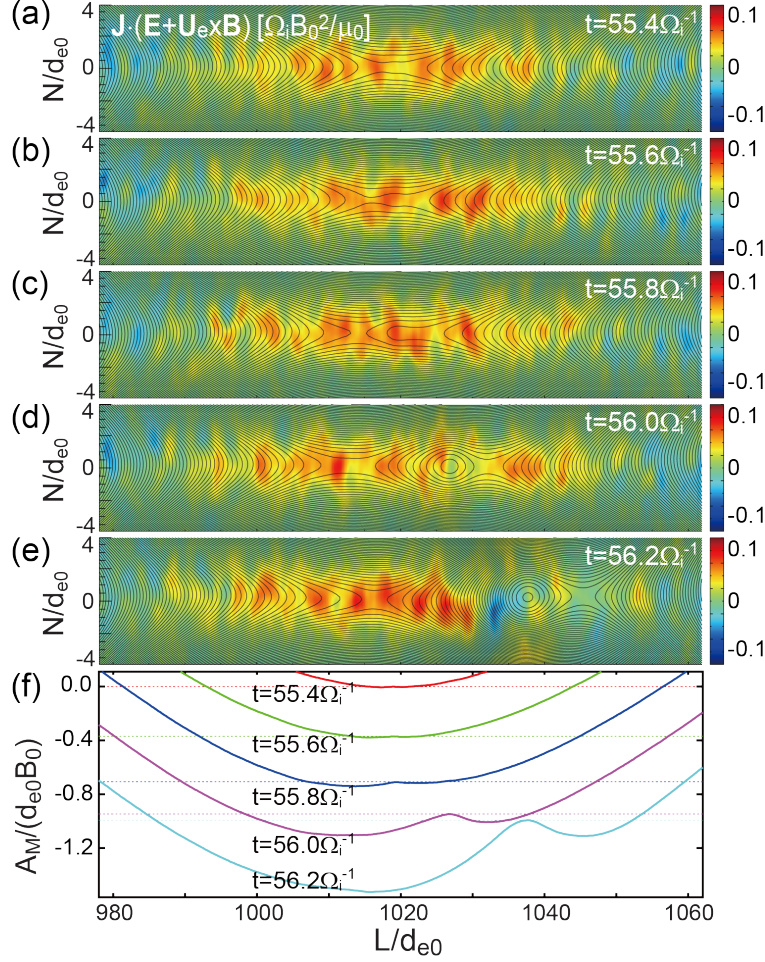 (a)
J·(E+UₑxB) [ΩᵢB₀²/μ₀]
t=55.4Ωᵢ⁻¹
N/dₑ₀
4
0
-4
0.1
0
-0.1
(b)
t=55.6Ωᵢ⁻¹
N/dₑ₀
4
0
-4
0.1
0
-0.1
(c)
t=55.8Ωᵢ⁻¹
N/dₑ₀
4
0
-4
0.1
0
-0.1
(d)
t=56.0Ωᵢ⁻¹
N/dₑ₀
4
0
-4
0.1
0
-0.1
(e)
t=56.2Ωᵢ⁻¹
N/dₑ₀
4
0
-4
0.1
0
-0.1
(f)
A_M/(dₑ₀B₀)
0.0
-0.4
-0.8
-1.2
t=55.4Ωᵢ⁻¹
t=55.6Ωᵢ⁻¹
t=55.8Ωᵢ⁻¹
t=56.0Ωᵢ⁻¹
t=56.2Ωᵢ⁻¹
980 1000 1020 1040 1060
L/dₑ₀